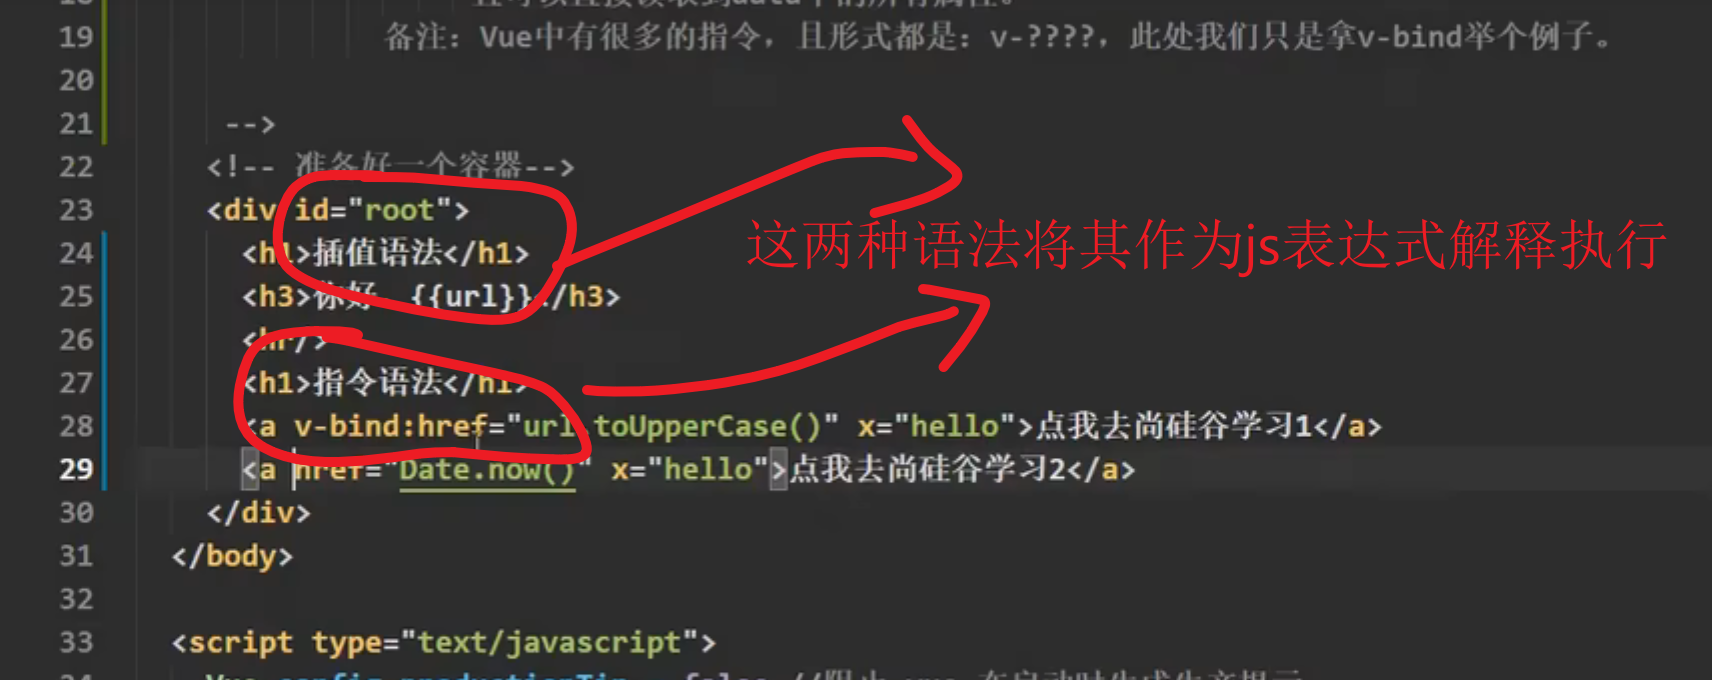 19 备注：Vue中有很多的指令，且形式都是：v-????，此处我们只是拿v-bind举个例子。
20
21 -->
22 <!-- 准备好一个容器-->
23 <div id="root">
24 <h1>插值语法</h1>
这两种语法将其作为js表达式解释执行
25 <h3>你好，{{url}}</h3>
26 <hr/>
27 <h1>指令语法</h1>
28 <a v-bind:href="url.toUpperCase()" x="hello">点我去尚硅谷学习1</a>
29 <a href="Date.now()" x="hello">点我去尚硅谷学习2</a>
30 </div>
31 </body>
32
33 <script type="text/javascript">